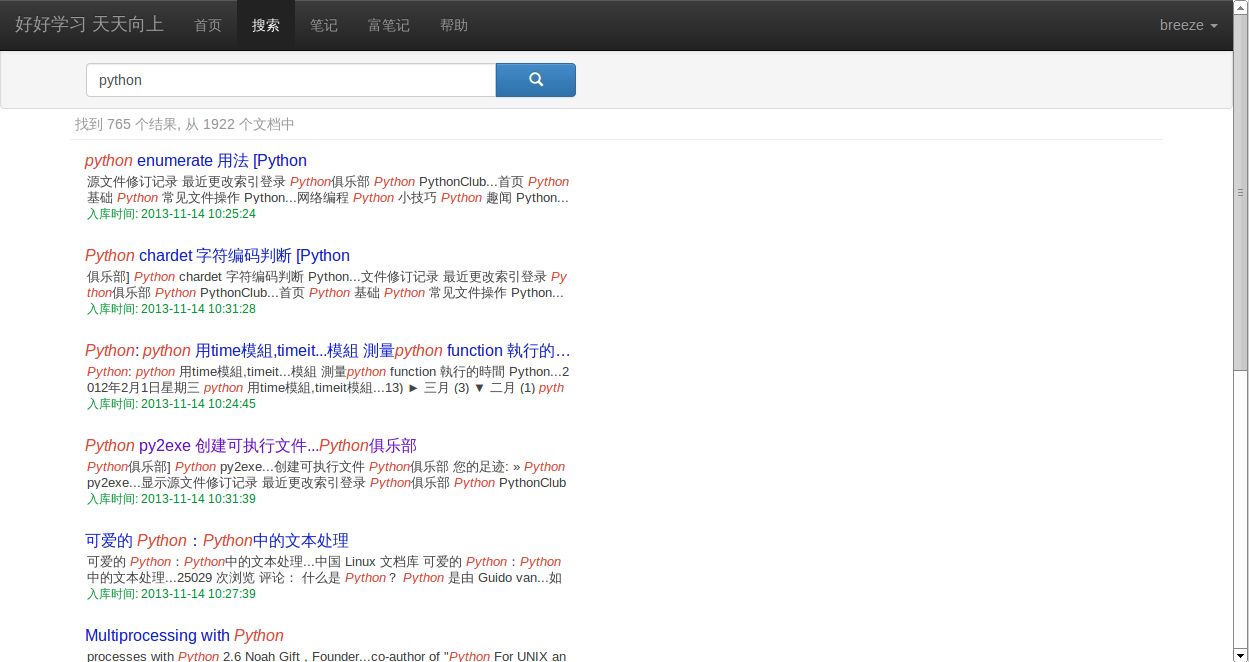 好好学习 天天向上 首页 搜索 笔记 富笔记 帮助 breeze
python
找到 765 个结果, 从 1922 个文档中
python enumerate 用法 [Python
源文件修订记录 最近更改索引登录 Python俱乐部 Python PythonClub...首页 Python
基础 Python 常见文件操作 Python...网络编程 Python 小技巧 Python 趣闻 Python...
入库时间: 2013-11-14 10:25:24
Python chardet 字符编码判断 [Python
俱乐部] Python chardet 字符编码判断 Python...文件修订记录 最近更改索引登录 Py
thon俱乐部 Python PythonClub...首页 Python 基础 Python 常见文件操作 Python...
入库时间: 2013-11-14 10:31:28
Python: python 用time模組,timeit...模組 測量python function 執行的…
Python: python 用time模組,timeit...模組 測量python function 執行的時間 Python...2
012年2月1日星期三 python 用time模組,timeit模組...13) ► 三月 (3) ▼ 二月 (1) pyth
入库时间: 2013-11-14 10:24:45
Python py2exe 创建可执行文件...Python俱乐部
Python俱乐部] Python py2exe...创建可执行文件 Python俱乐部 您的足迹: » Python
py2exe...显示源文件修订记录 最近更改索引登录 Python俱乐部 Python PythonClub
入库时间: 2013-11-14 10:31:39
可爱的 Python：Python中的文本处理
可爱的 Python：Python中的文本处理...中国 Linux 文档库 可爱的 Python：Python
中的文本处理...25029 次浏览 评论： 什么是 Python？ Python 是由 Guido van...如
入库时间: 2013-11-14 10:27:39
Multiprocessing with Python
processes with Python 2.6 Noah Gift , Founder...co-author of "Python For UNIX an